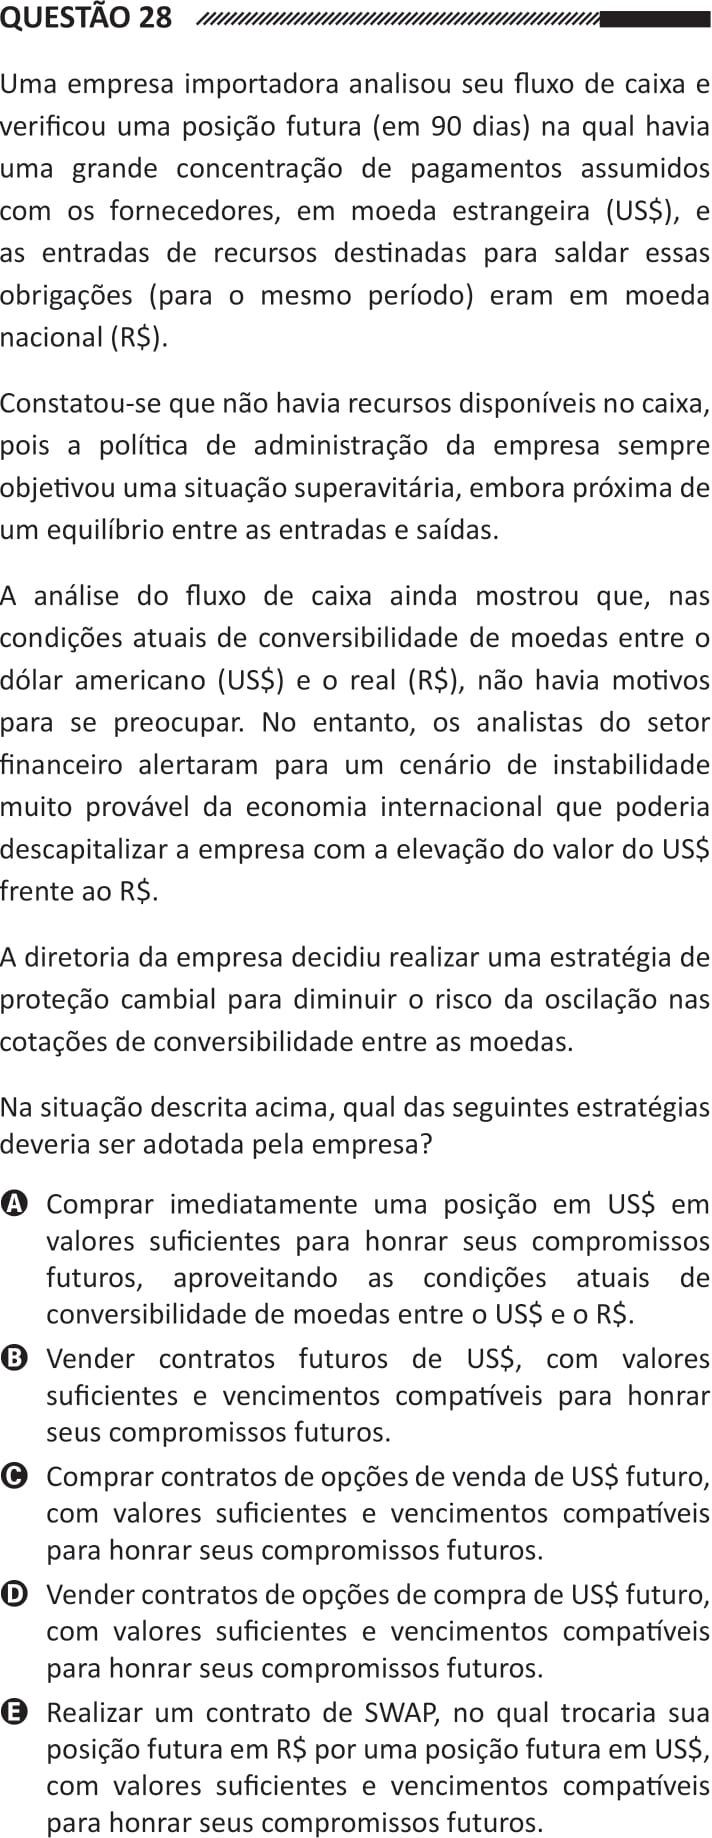 QUESTÃO 28
Uma empresa importadora analisou seu fluxo de caixa e
verificou uma posição futura (em 90 dias) na qual havia
uma grande concentração de pagamentos assumidos
com os fornecedores, em moeda estrangeira (US$), e
as entradas de recursos destinadas para saldar essas
obrigações (para o mesmo período) eram em moeda
nacional (R$).
Constatou-se que não havia recursos disponíveis no caixa,
pois a política de administração da empresa sempre
objetivou uma situação superavitária, embora próxima de
um equilíbrio entre as entradas e saídas.
A análise do fluxo de caixa ainda mostrou que, nas
condições atuais de conversibilidade de moedas entre o
dólar americano (US$) e o real (R$), não havia motivos
para se preocupar. No entanto, os analistas do setor
financeiro alertaram para um cenário de instabilidade
muito provável da economia internacional que poderia
descapitalizar a empresa com a elevação do valor do US$
frente ao R$.
A diretoria da empresa decidiu realizar uma estratégia de
proteção cambial para diminuir o risco da oscilação nas
cotações de conversibilidade entre as moedas.
Na situação descrita acima, qual das seguintes estratégias
deveria ser adotada pela empresa?
A Comprar imediatamente uma posição em US$ em
valores suficientes para honrar seus compromissos
futuros, aproveitando as condições atuais de
conversibilidade de moedas entre o US$ e o R$.
B Vender contratos futuros de US$, com valores
suficientes e vencimentos compatíveis para honrar
seus compromissos futuros.
C Comprar contratos de opções de venda de US$ futuro,
com valores suficientes e vencimentos compatíveis
para honrar seus compromissos futuros.
D Vender contratos de opções de compra de US$ futuro,
com valores suficientes e vencimentos compatíveis
para honrar seus compromissos futuros.
E Realizar um contrato de SWAP, no qual trocaria sua
posição futura em R$ por uma posição futura em US$,
com valores suficientes e vencimentos compatíveis
para honrar seus compromissos futuros.